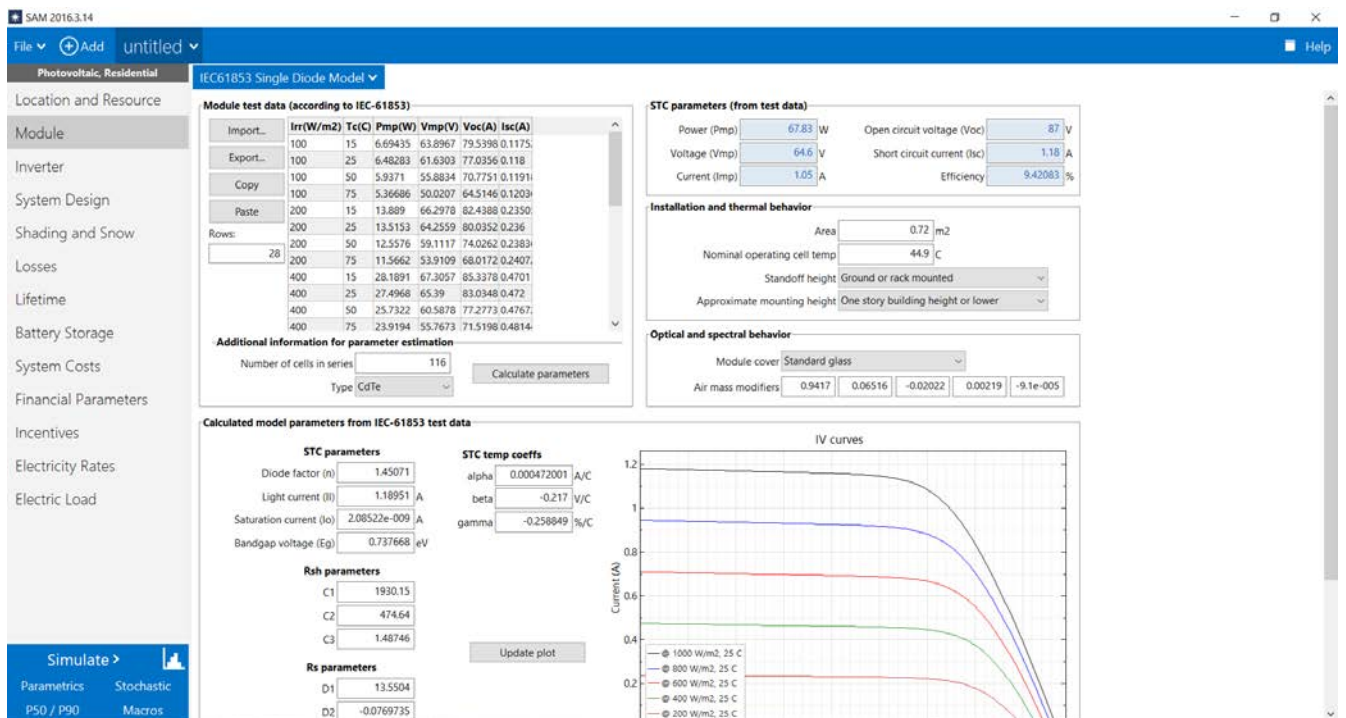 SAM 2016.3.14
File Add untitled Help
Photovoltaic, Residential
Location and Resource
Module
Inverter
System Design
Shading and Snow
Losses
Lifetime
Battery Storage
System Costs
Financial Parameters
Incentives
Electricity Rates
Electric Load
Simulate >
Parametrics Stochastic
P50 / P90 Macros
IEC61853 Single Diode Model
Module test data (according to IEC-61853)
Import...
Export...
Copy
Paste
Rows:
28
Irr(W/m2) Tc(C) Pmp(W) Vmp(V) Voc(A) Isc(A)
100 15 6.69435 63.8967 79.5398 0.1175
100 25 6.48283 61.6303 77.0356 0.118
100 50 5.9371 55.8834 70.7751 0.1191
100 75 5.36686 50.0207 64.5146 0.1203
200 15 13.889 66.2978 82.4388 0.2350
200 25 13.5153 64.2559 80.0352 0.236
200 50 12.5576 59.1117 74.0262 0.2383
200 75 11.5662 53.9109 68.0172 0.2407
400 15 28.1891 67.3057 85.3378 0.4701
400 25 27.4968 65.39 83.0348 0.472
400 50 25.7322 60.5878 77.2773 0.4767
400 75 23.9194 55.7673 71.5198 0.4814
Additional information for parameter estimation
Number of cells in series 116
Type CdTe
Calculate parameters
STC parameters (from test data)
Power (Pmp) 67.83 W Open circuit voltage (Voc) 87 V
Voltage (Vmp) 64.6 V Short circuit current (Isc) 1.18 A
Current (Imp) 1.05 A Efficiency 9.42083 %
Installation and thermal behavior
Area 0.72 m2
Nominal operating cell temp 44.9 C
Standoff height Ground or rack mounted
Approximate mounting height One story building height or lower
Optical and spectral behavior
Module cover Standard glass
Air mass modifiers 0.9417 0.06516 -0.02022 0.00219 -9.1e-005
Calculated model parameters from IEC-61853 test data
STC parameters
Diode factor (n) 1.45071
Light current (Il) 1.18951 A
Saturation current (Io) 2.08522e-009 A
Bandgap voltage (Eg) 0.737668 eV
STC temp coeffs
alpha 0.000472001 A/C
beta -0.217 V/C
gamma -0.258849 %/C
Rsh parameters
C1 1930.15
C2 474.64
C3 1.48746
Rs parameters
D1 13.5504
D2 -0.0769735
Update plot
IV curves
Current (A)
1.2
1
0.8
0.6
0.4
0.2
@ 1000 W/m2, 25 C
@ 800 W/m2, 25 C
@ 600 W/m2, 25 C
@ 400 W/m2, 25 C
@ 200 W/m2, 25 C